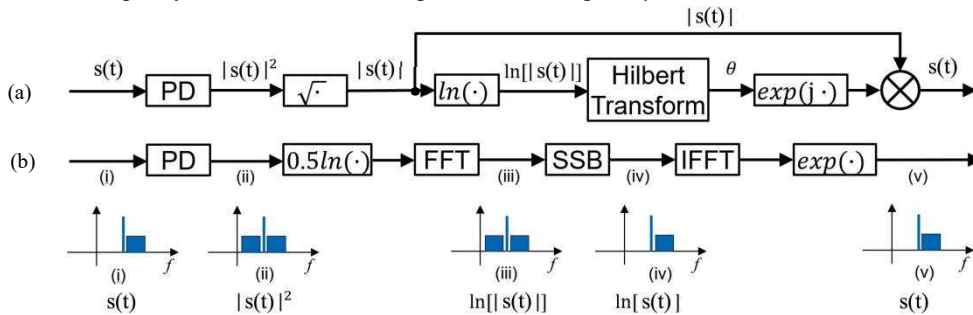 |s(t)|
s(t) |s(t)|² |s(t)| ln[|s(t)|] θ s(t)
(a) PD √· ln(·) Hilbert Transform exp(j ·)
(b) PD 0.5ln(·) FFT SSB IFFT exp(·)
(i) (ii) (iii) (iv) (v)
f f f f f
(i) (ii) (iii) (iv) (v)
s(t) |s(t)|² ln[|s(t)|] ln[s(t)] s(t)